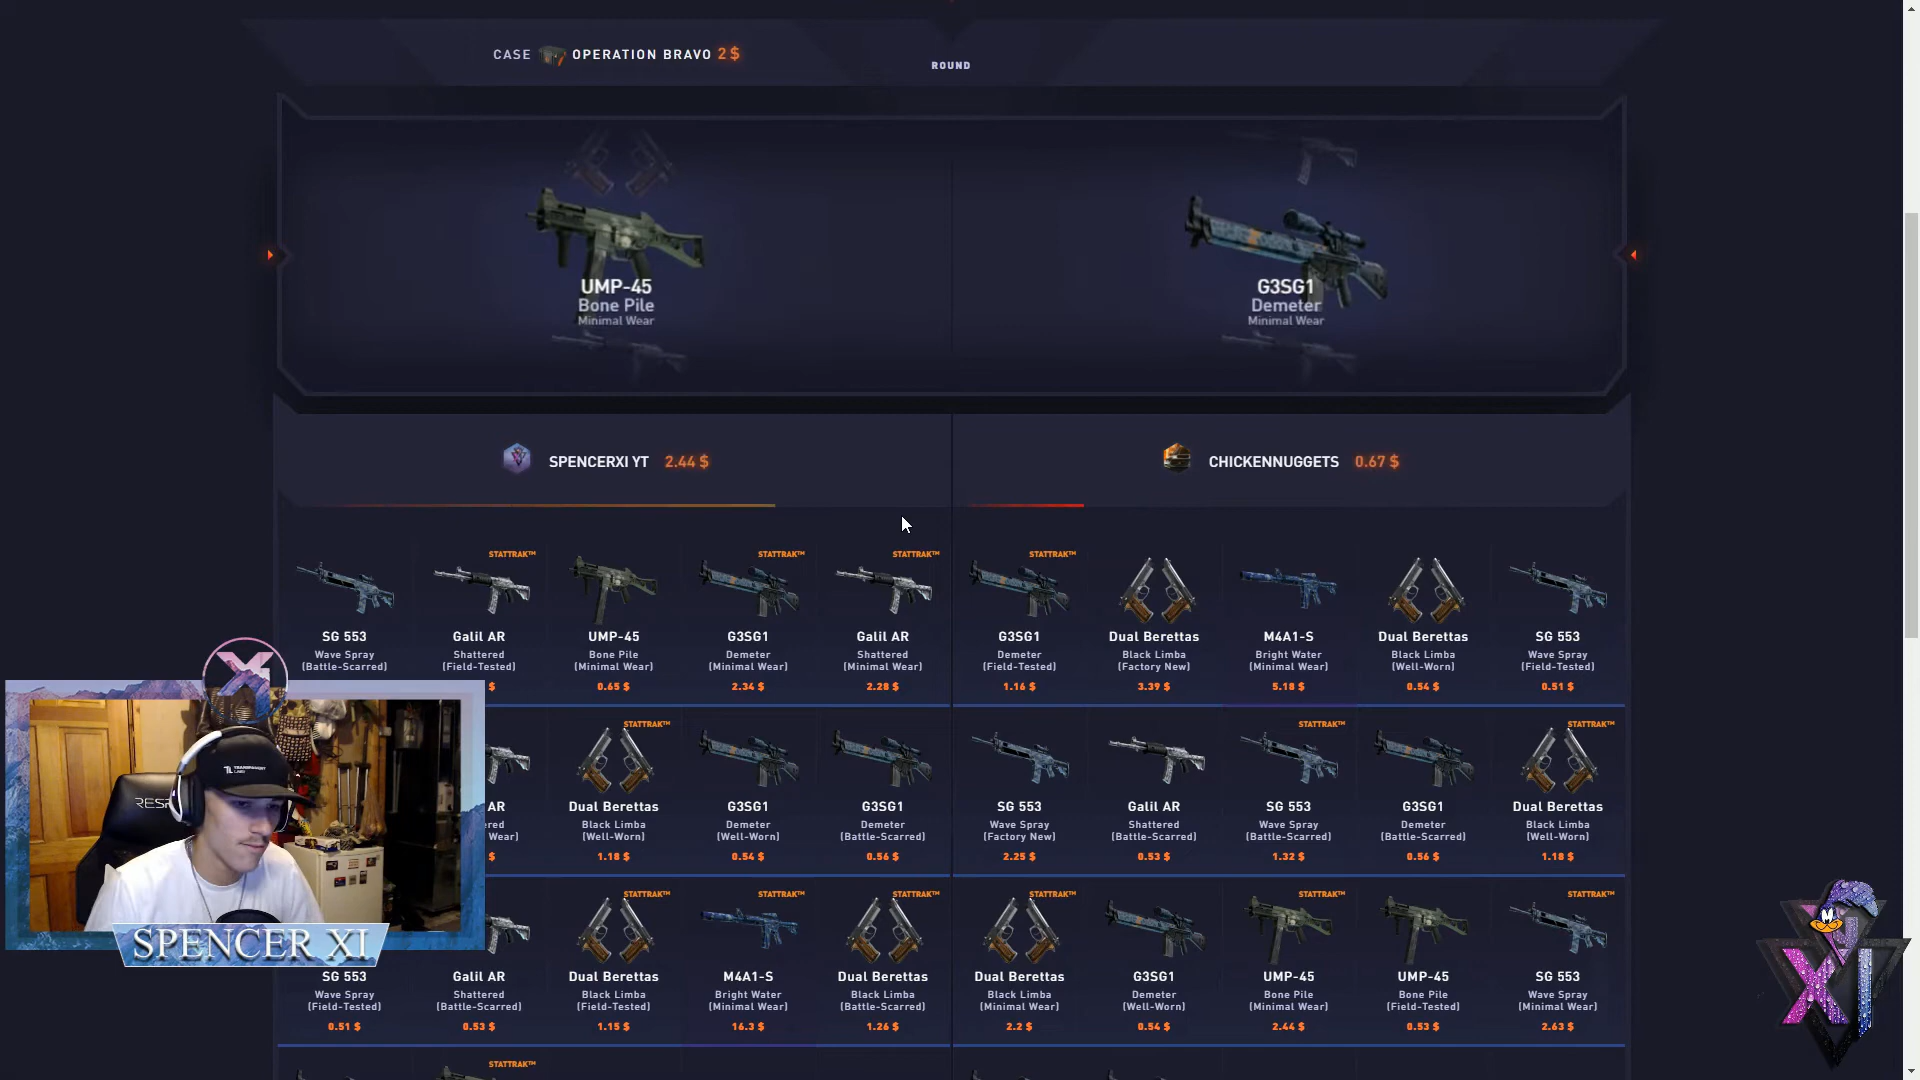 CASE OPERATION BRAVO 2 $
ROUND
UMP-45
Bone Pile
Minimal Wear
G3SG1
Demeter
Minimal Wear
SPENCERXI YT 2.44 $
CHICKENNUGGETS 0.67 $
STATTRAK™ STATTRAK™ STATTRAK™ STATTRAK™
SG 553 Galil AR UMP-45 G3SG1 Galil AR G3SG1 Dual Berettas M4A1-S Dual Berettas SG 553
Wave Spray Shattered Bone Pile Demeter Shattered Demeter Black Limba Bright Water Black Limba Wave Spray
(Battle-Scarred) (Field-Tested) (Minimal Wear) (Minimal Wear) (Minimal Wear) (Field-Tested) (Factory New) (Minimal Wear) (Well-Worn) (Field-Tested)
$ 0.65 $ 2.34 $ 2.28 $ 1.16 $ 3.39 $ 5.18 $ 0.54 $ 0.51 $
STATTRAK™ STATTRAK™ STATTRAK™
AR Dual Berettas G3SG1 G3SG1 SG 553 Galil AR SG 553 G3SG1 Dual Berettas
ered Black Limba Demeter Demeter Wave Spray Shattered Wave Spray Demeter Black Limba
Wear) (Well-Worn) (Well-Worn) (Battle-Scarred) (Factory New) (Battle-Scarred) (Battle-Scarred) (Battle-Scarred) (Well-Worn)
$ 1.18 $ 0.54 $ 0.56 $ 2.25 $ 0.53 $ 1.32 $ 0.56 $ 1.18 $
STATTRAK™ STATTRAK™ STATTRAK™ STATTRAK™ STATTRAK™ STATTRAK™
SG 553 Galil AR Dual Berettas M4A1-S Dual Berettas Dual Berettas G3SG1 UMP-45 UMP-45 SG 553
Wave Spray Shattered Black Limba Bright Water Black Limba Black Limba Demeter Bone Pile Bone Pile Wave Spray
(Field-Tested) (Battle-Scarred) (Field-Tested) (Minimal Wear) (Battle-Scarred) (Minimal Wear) (Well-Worn) (Minimal Wear) (Field-Tested) (Minimal Wear)
0.51 $ 0.53 $ 1.15 $ 16.3 $ 1.26 $ 2.2 $ 0.54 $ 2.44 $ 0.53 $ 2.63 $
STATTRAK™
RESP
SPENCER XI
XI